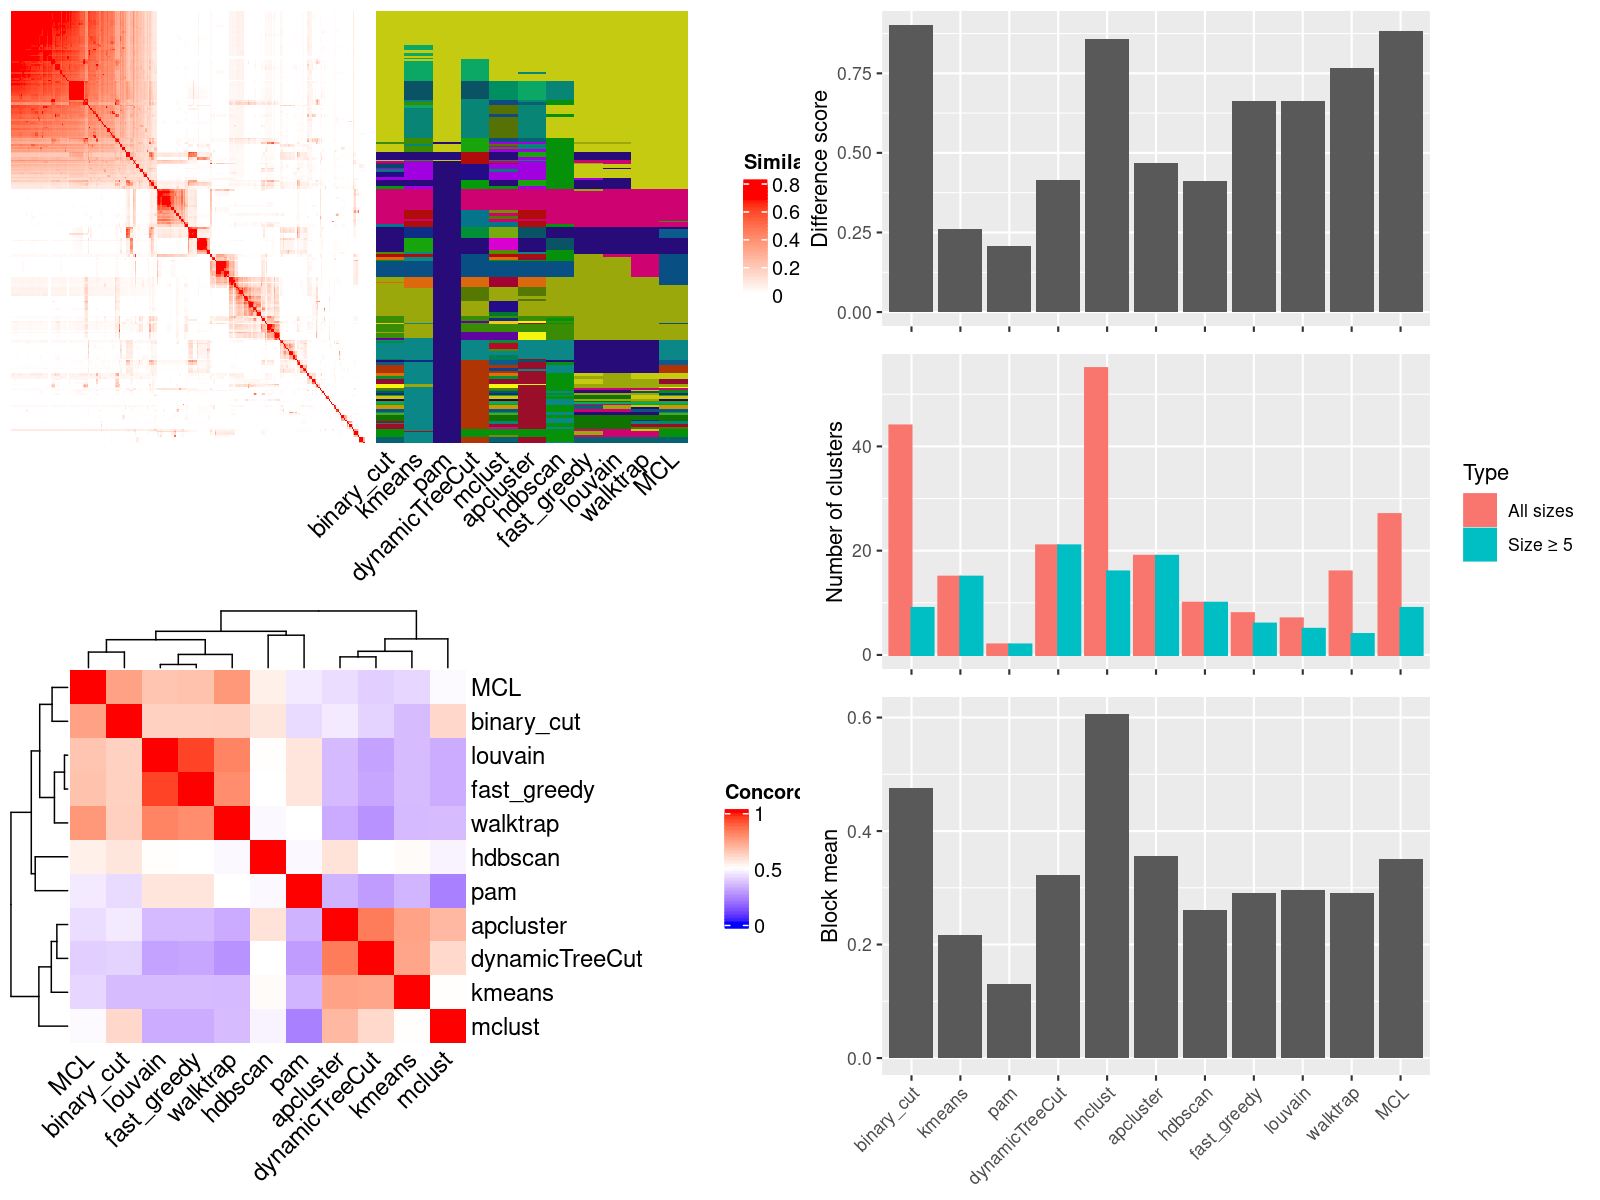 Simila
0.8
0.6
0.4
0.2
0
binary_cut
kmeans
pam
dynamicTreeCut
mclust
apcluster
hdbscan
fast_greedy
louvain
walktrap
MCL
MCL
binary_cut
louvain
fast_greedy
walktrap
hdbscan
pam
apcluster
dynamicTreeCut
kmeans
mclust
MCL
binary_cut
louvain
fast_greedy
walktrap
hdbscan
pam
apcluster
dynamicTreeCut
kmeans
mclust
Concord
1
0.5
0
Difference score
0.75
0.50
0.25
0.00
Number of clusters
40
20
0
Type
All sizes
Size ≥ 5
Block mean
0.6
0.4
0.2
0.0
binary_cut
kmeans
pam
dynamicTreeCut
mclust
apcluster
hdbscan
fast_greedy
louvain
walktrap
MCL